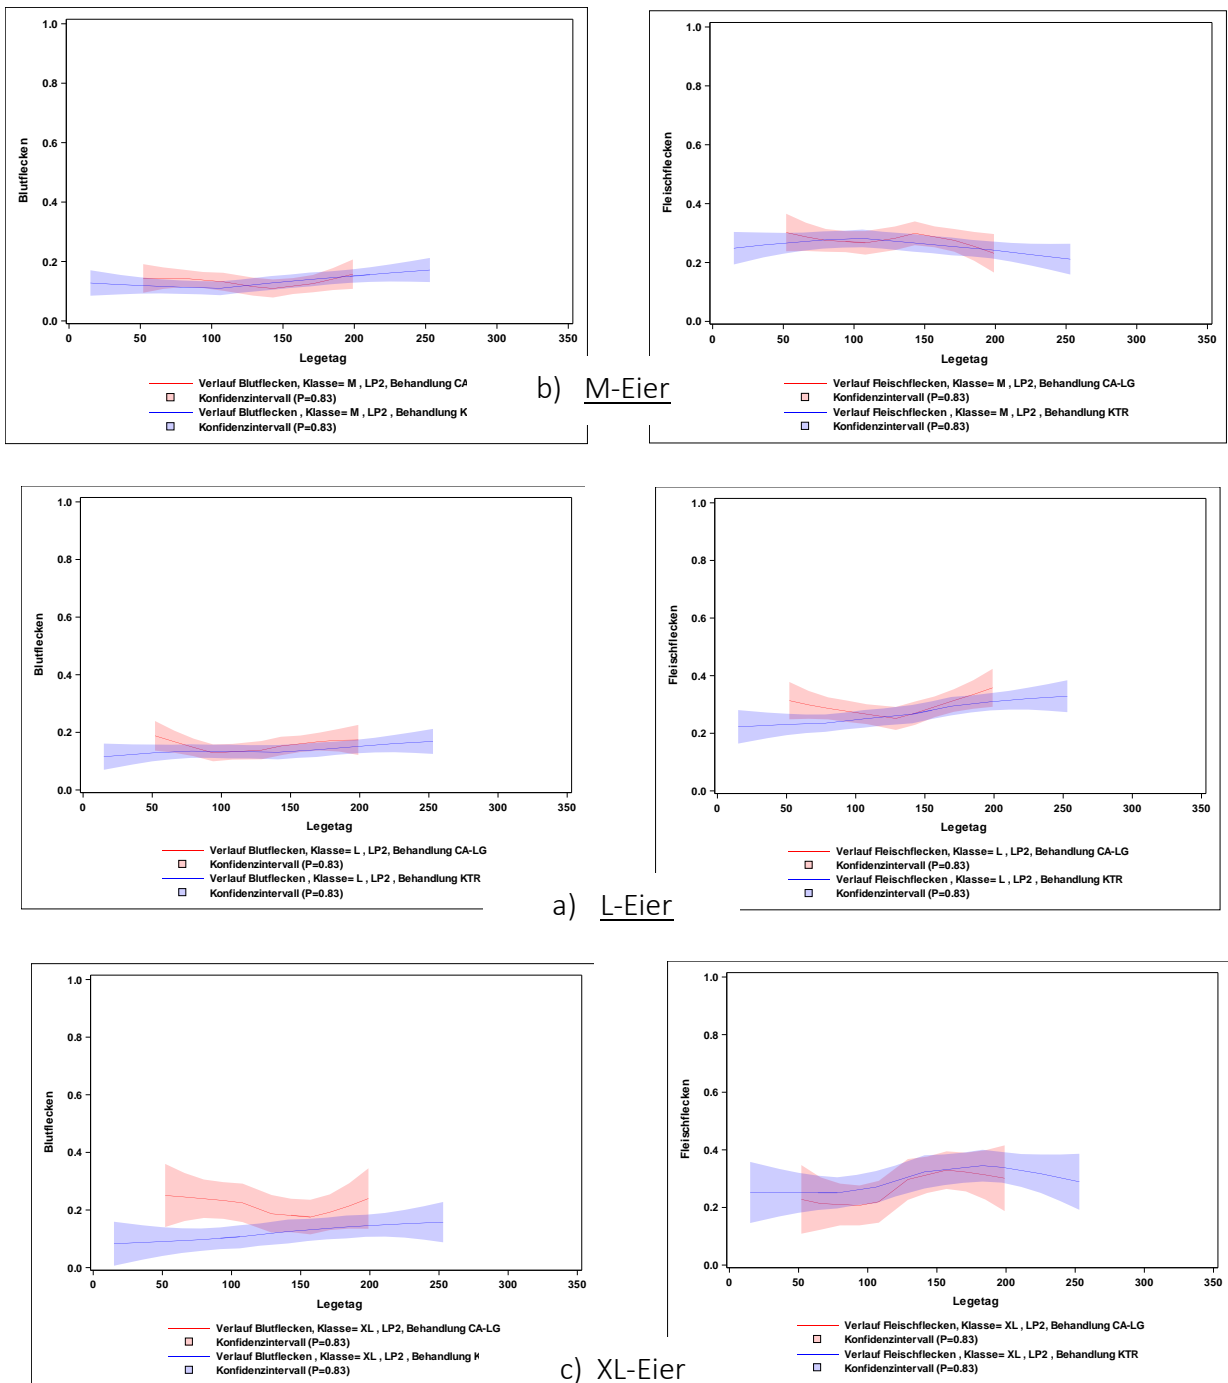 1.0
0.8
0.6
0.4
0.2
0.0
Blutflecken
0 50 100 150 200 250 300 350
Legetag
Verlauf Blutflecken, Klasse= M , LP2, Behandlung CA
Konfidenzintervall (P=0.83)
Verlauf Blutflecken , Klasse= M , LP2 , Behandlung K
Konfidenzintervall (P=0.83)
1.0
0.8
0.6
0.4
0.2
0.0
Fleischflecken
0 50 100 150 200 250 300 350
Legetag
Verlauf Fleischflecken, Klasse= M , LP2, Behandlung CA-LG
Konfidenzintervall (P=0.83)
Verlauf Fleischflecken , Klasse= M , LP2 , Behandlung KTR
Konfidenzintervall (P=0.83)
b) M-Eier
1.0
0.8
0.6
0.4
0.2
0.0
Blutflecken
0 50 100 150 200 250 300 350
Legetag
Verlauf Blutflecken, Klasse= L , LP2, Behandlung CA-LG
Konfidenzintervall (P=0.83)
Verlauf Blutflecken , Klasse= L , LP2 , Behandlung KTR
Konfidenzintervall (P=0.83)
1.0
0.8
0.6
0.4
0.2
0.0
Fleischflecken
0 50 100 150 200 250 300 350
Legetag
Verlauf Fleischflecken, Klasse= L , LP2, Behandlung CA-LG
Konfidenzintervall (P=0.83)
Verlauf Fleischflecken , Klasse= L , LP2 , Behandlung KTR
Konfidenzintervall (P=0.83)
a) L-Eier
1.0
0.8
0.6
0.4
0.2
0.0
Blutflecken
0 50 100 150 200 250 300 350
Legetag
Verlauf Blutflecken, Klasse= XL , LP2, Behandlung CA-LG
Konfidenzintervall (P=0.83)
Verlauf Blutflecken , Klasse= XL , LP2 , Behandlung K
Konfidenzintervall (P=0.83)
1.0
0.8
0.6
0.4
0.2
0.0
Fleischflecken
0 50 100 150 200 250 300 350
Legetag
Verlauf Fleischflecken, Klasse= XL , LP2, Behandlung CA-LG
Konfidenzintervall (P=0.83)
Verlauf Fleischflecken , Klasse= XL , LP2 , Behandlung KTR
Konfidenzintervall (P=0.83)
c) XL-Eier